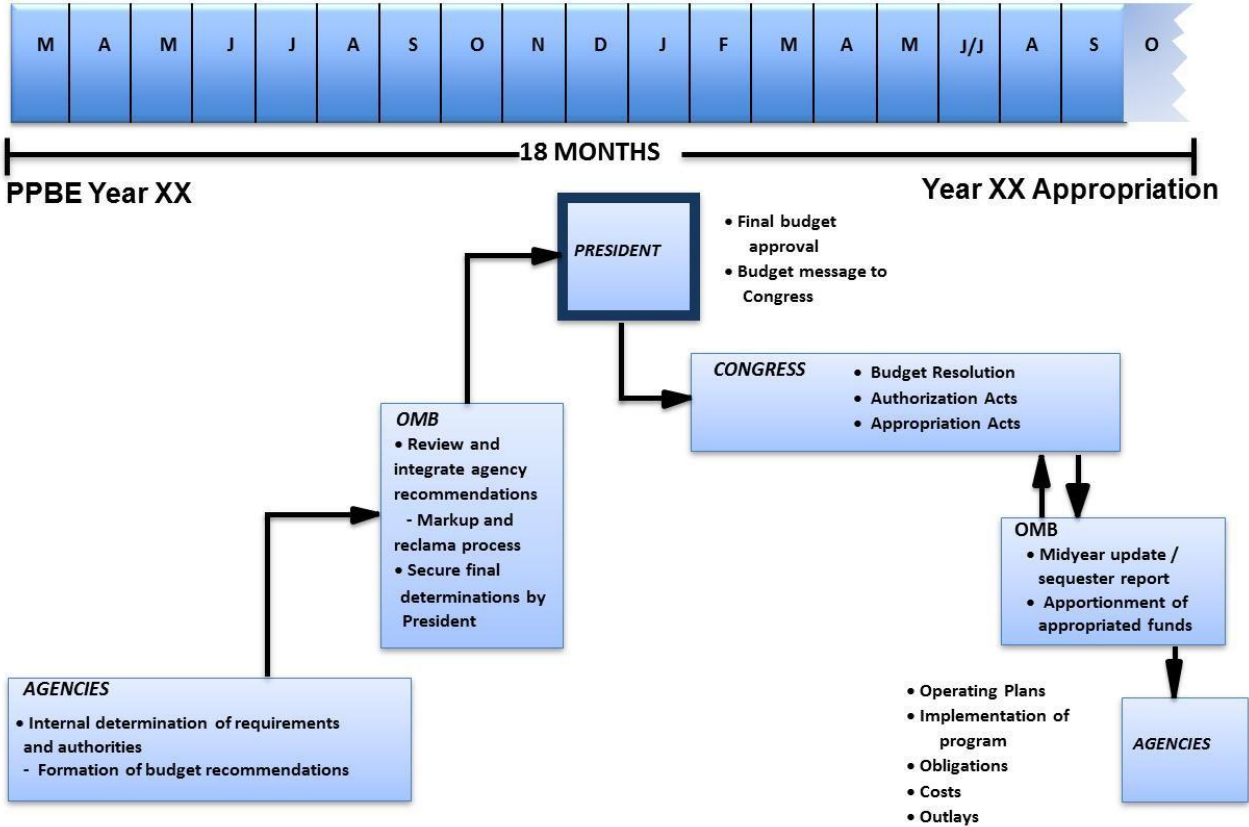 M A M J J A S O N D J F M A M J/J A S O
18 MONTHS
PPBE Year XX
Year XX Appropriation
PRESIDENT
• Final budget
approval
• Budget message to
Congress
CONGRESS
• Budget Resolution
• Authorization Acts
• Appropriation Acts
OMB
• Review and
integrate agency
recommendations
- Markup and
reclama process
• Secure final
determinations by
President
OMB
• Midyear update /
sequester report
• Apportionment of
appropriated funds
AGENCIES
• Internal determination of requirements
and authorities
- Formation of budget recommendations
• Operating Plans
• Implementation of
program
• Obligations
• Costs
• Outlays
AGENCIES